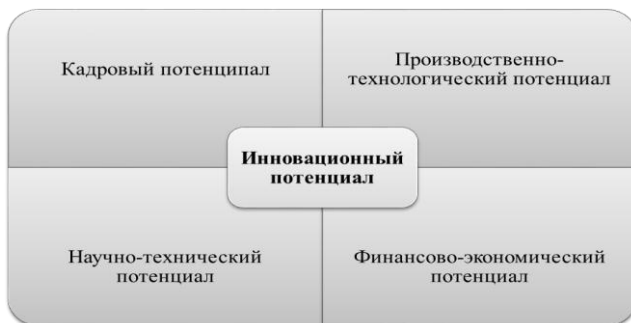 Кадровый потенципал
Производственно-
технологический потенциал
Инновационный
потенциал
Научно-технический
потенциал
Финансово-экономический
потенциал